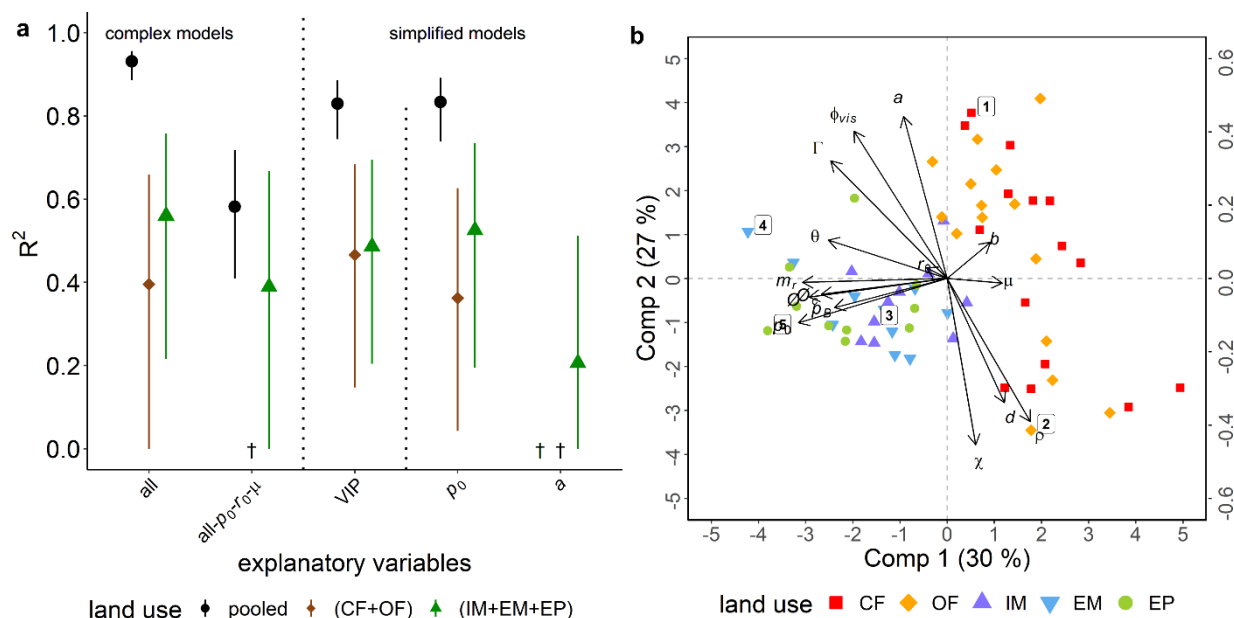 a
complex models
simplified models
R²
1.0
0.8
0.6
0.4
0.2
0.0
† † †
all
all-p₀-r₀-μ
VIP
p₀
a
explanatory variables
land use pooled (CF+OF) (IM+EM+EP)
b
Comp 2 (27 %)
5
4
3
2
1
0
-1
-2
-3
-4
-5
0.6
0.4
0.2
0.0
-0.2
-0.4
-0.6
a
1
ϕvis
Γ
4
θ
b
mr
μ
3
5
d
2
ρ
χ
-5 -4 -3 -2 -1 0 1 2 3 4 5
Comp 1 (30 %)
land use CF OF IM EM EP